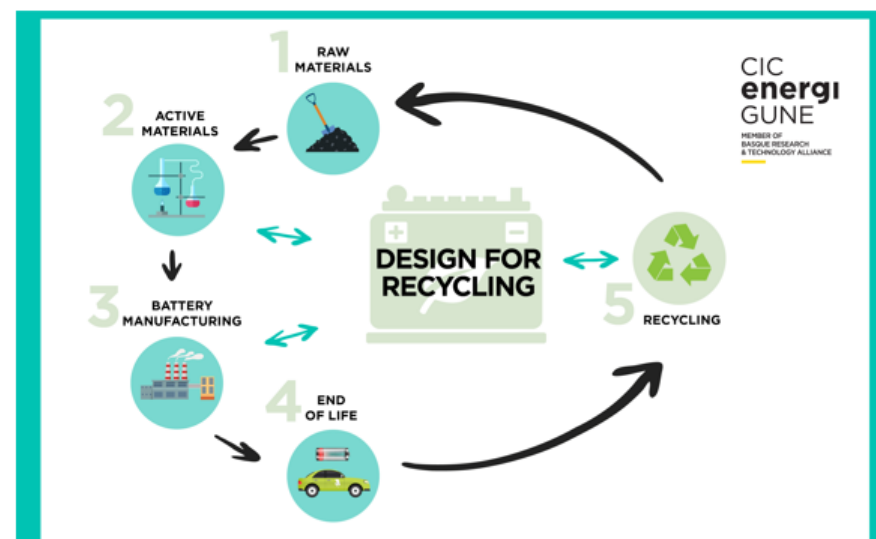 1
RAW
MATERIALS
2
ACTIVE
MATERIALS
3
BATTERY
MANUFACTURING
4
END
OF LIFE
5
RECYCLING
+
−
DESIGN FOR
RECYCLING
CIC
energi
GUNE
MEMBER OF
BASQUE RESEARCH
& TECHNOLOGY ALLIANCE